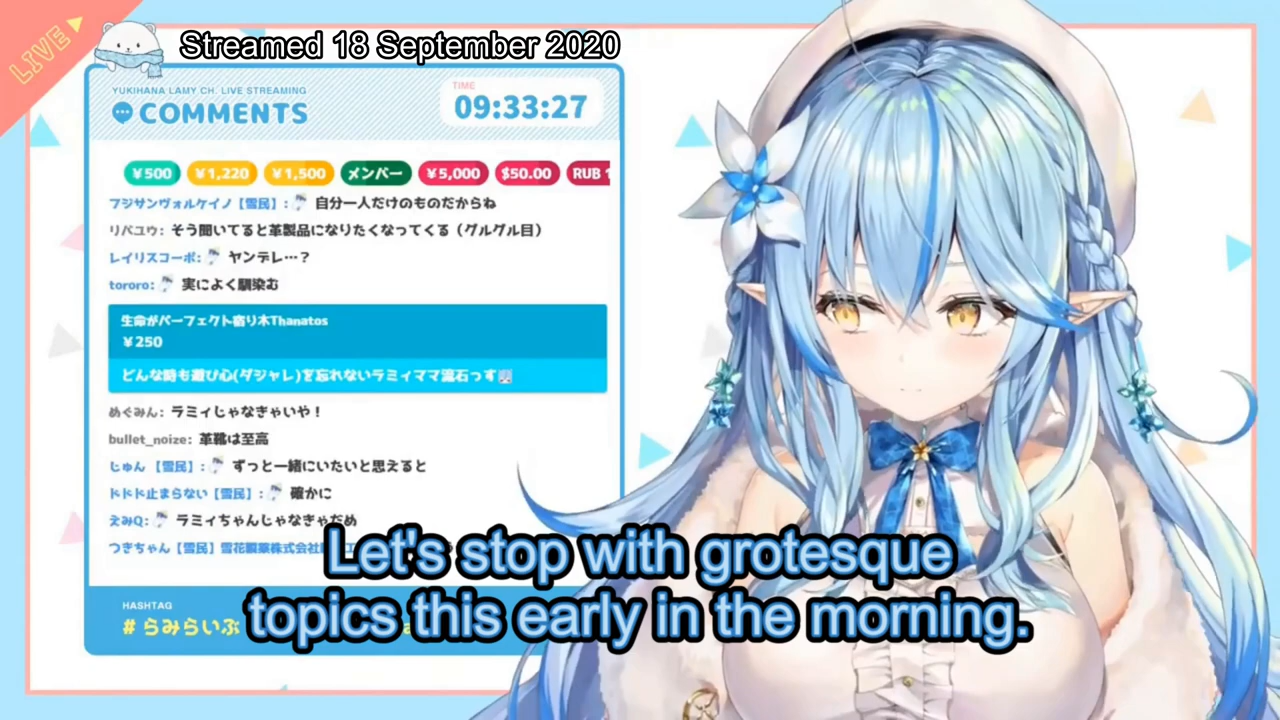 LIVE
Streamed 18 September 2020
YUKIHANA LAMY CH. LIVE STREAMING
COMMENTS
TIME
09:33:27
¥500 ¥1,220 ¥1,500 メンバー ¥5,000 $50.00 RUB 1
フジサンヴォルケイノ【雪民】: 自分一人だけのものだからね
リバユウ: そう聞いてると革製品になりたくなってくる（グルグル目）
レイリスコーポ: ヤンデレ…？
tororo: 実によく馴染む
生命がパーフェクト宿り木Thanatos
¥250
どんな時も遊び心(ダジャレ)を忘れないラミィママ流石っす
めぐみん: ラミィじゃなきゃいや！
bullet_noize: 革靴は至高
じゅん【雪民】: ずっと一緒にいたいと思えると
ドドド止まらない【雪民】: 確かに
えみQ: ラミィちゃんじゃなきゃだめ
つきちゃん【雪民】雪花製薬株式会社
Let's stop with grotesque
topics this early in the morning.
HASHTAG
# らみらいぶ